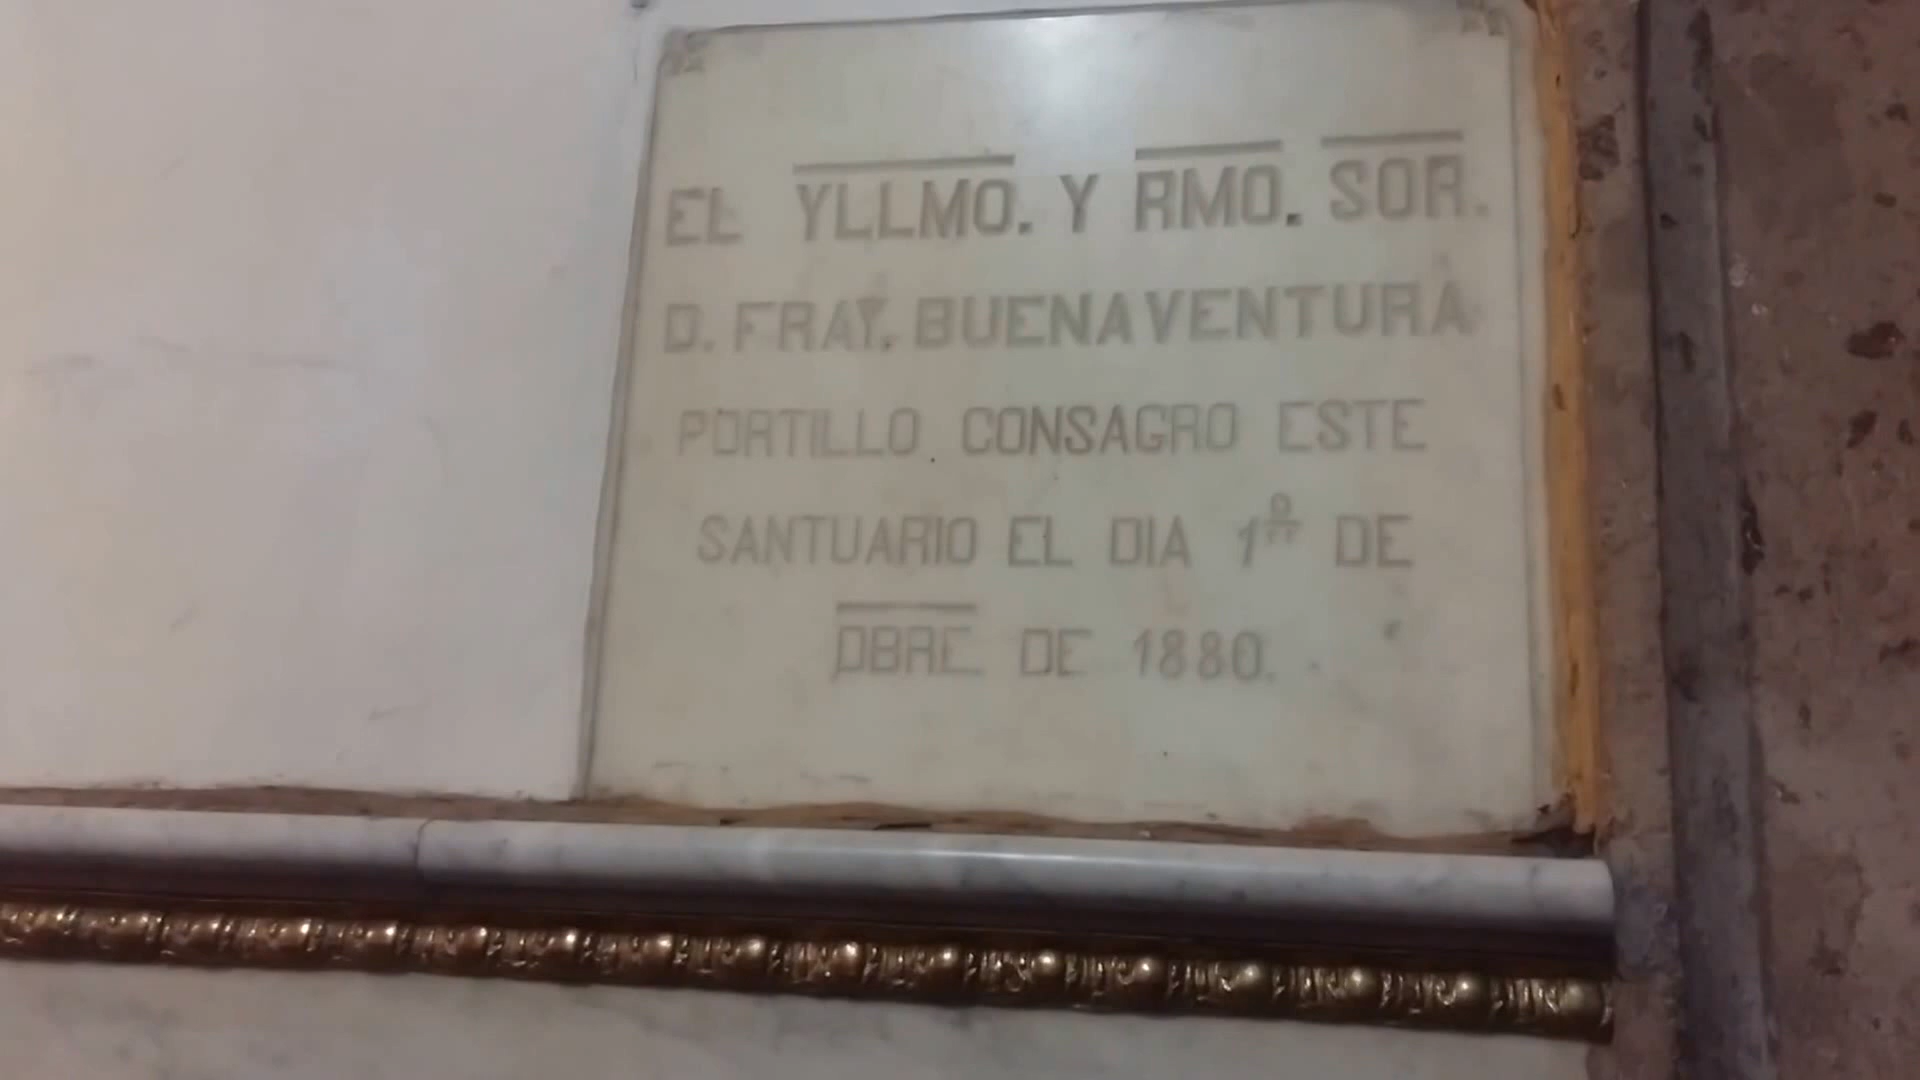 EL YLLMO. Y RMO. SOR.
D. FRAY. BUENAVENTURA
PORTILLO CONSAGRO ESTE
SANTUARIO EL DIA 1º DE
DBRE DE 1880.